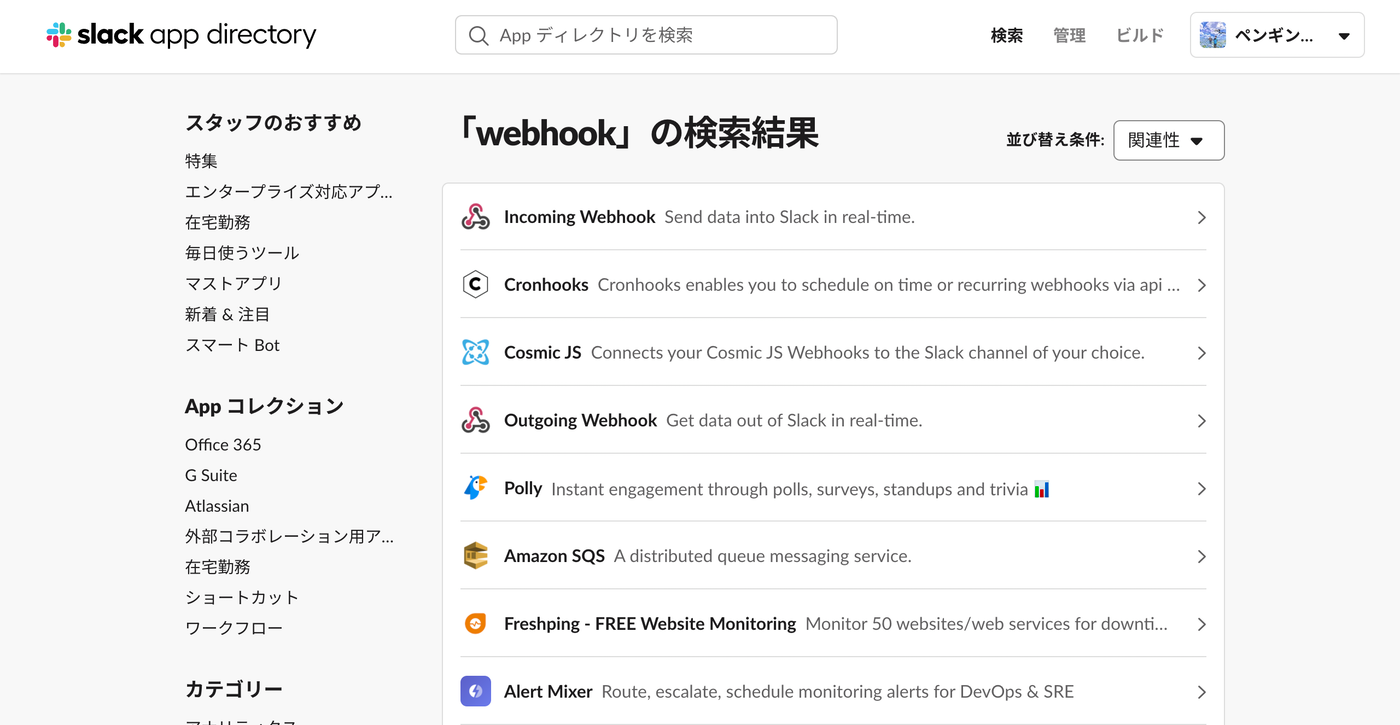 slack app directory
App ディレクトリを検索
検索
管理
ビルド
ペンギン...
スタッフのおすすめ
特集
エンタープライズ対応アプ...
在宅勤務
毎日使うツール
マストアプリ
新着 & 注目
スマート Bot
App コレクション
Office 365
G Suite
Atlassian
外部コラボレーション用ア...
在宅勤務
ショートカット
ワークフロー
カテゴリー
アナリティクス
「webhook」の検索結果
並び替え条件: 関連性
Incoming Webhook Send data into Slack in real-time.
Cronhooks Cronhooks enables you to schedule on time or recurring webhooks via api ...
Cosmic JS Connects your Cosmic JS Webhooks to the Slack channel of your choice.
Outgoing Webhook Get data out of Slack in real-time.
Polly Instant engagement through polls, surveys, standups and trivia 📊
Amazon SQS A distributed queue messaging service.
Freshping - FREE Website Monitoring Monitor 50 websites/web services for downti...
Alert Mixer Route, escalate, schedule monitoring alerts for DevOps & SRE